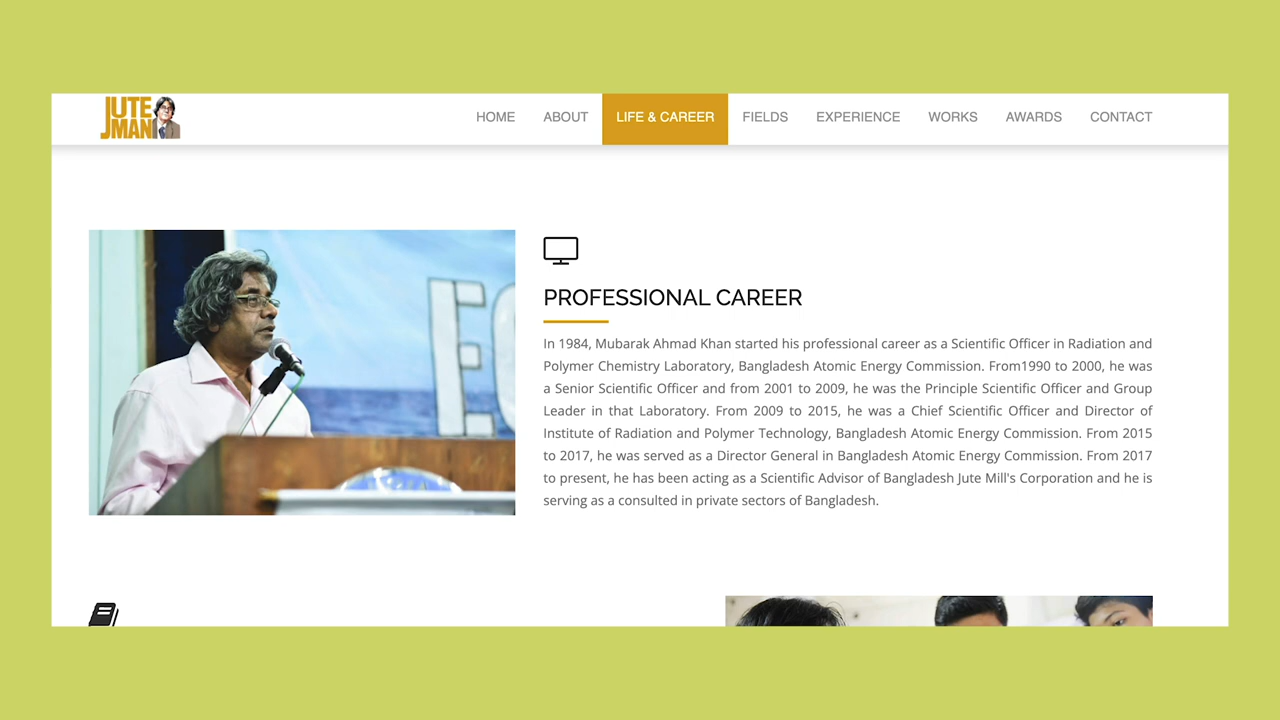 JUTE
MAN
HOME ABOUT LIFE & CAREER FIELDS EXPERIENCE WORKS AWARDS CONTACT
PROFESSIONAL CAREER
In 1984, Mubarak Ahmad Khan started his professional career as a Scientific Officer in Radiation and
Polymer Chemistry Laboratory, Bangladesh Atomic Energy Commission. From1990 to 2000, he was
a Senior Scientific Officer and from 2001 to 2009, he was the Principle Scientific Officer and Group
Leader in that Laboratory. From 2009 to 2015, he was a Chief Scientific Officer and Director of
Institute of Radiation and Polymer Technology, Bangladesh Atomic Energy Commission. From 2015
to 2017, he was served as a Director General in Bangladesh Atomic Energy Commission. From 2017
to present, he has been acting as a Scientific Advisor of Bangladesh Jute Mill's Corporation and he is
serving as a consulted in private sectors of Bangladesh.